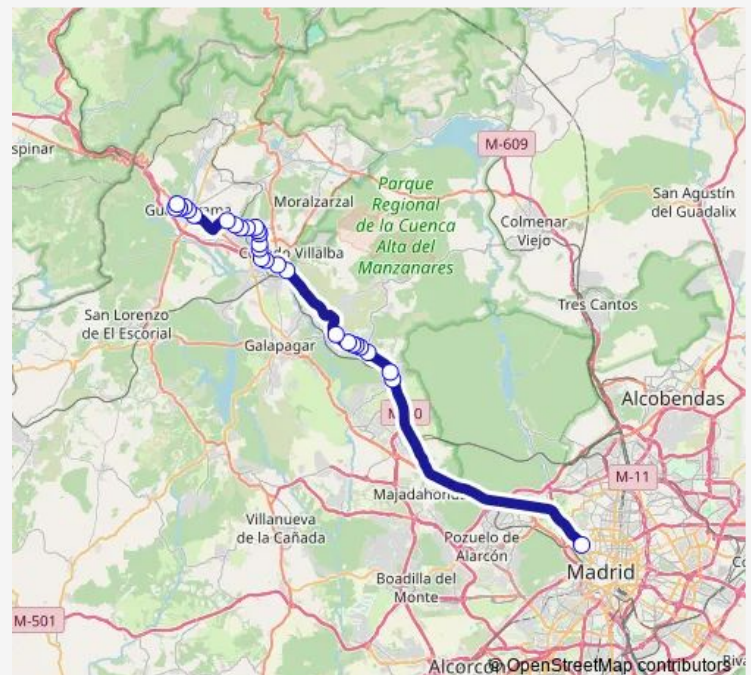 spinar
M-609
San Agustín
del Guadalix
Parque
Regional
de la Cuenca
Alta del
Manzanares
Moralzarzal
Colmenar
Viejo
Tres Cantos
San Lorenzo
de El Escorial
Galapagar
Alcobendas
M-11
Majadahonda
Villanueva
de la Cañada
Pozuelo de
Alarcón
Madrid
Boadilla del
Monte
M-501
Alcorcón
© OpenStreetMap contributors